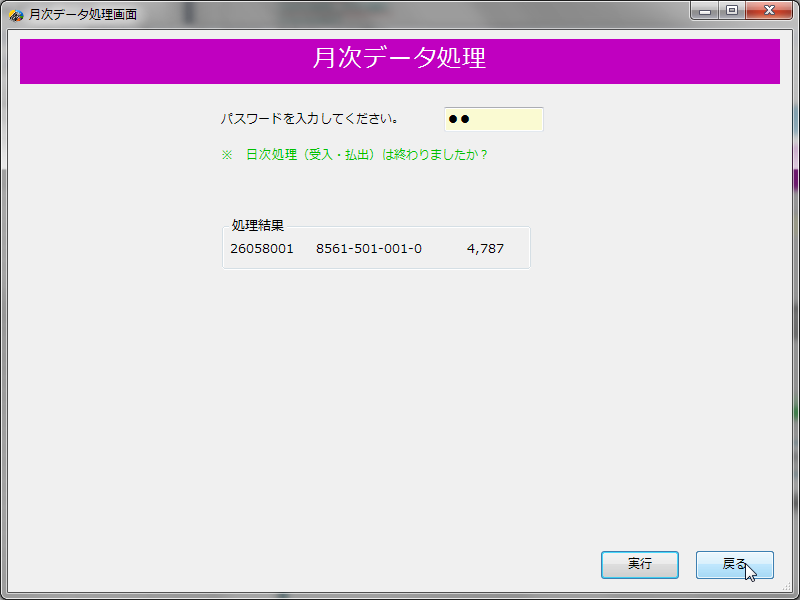 月次データ処理画面
月次データ処理
パスワードを入力してください。 ●●
※ 日次処理（受入・払出）は終わりましたか？
処理結果
26058001 8561-501-001-0 4,787
実行 戻る